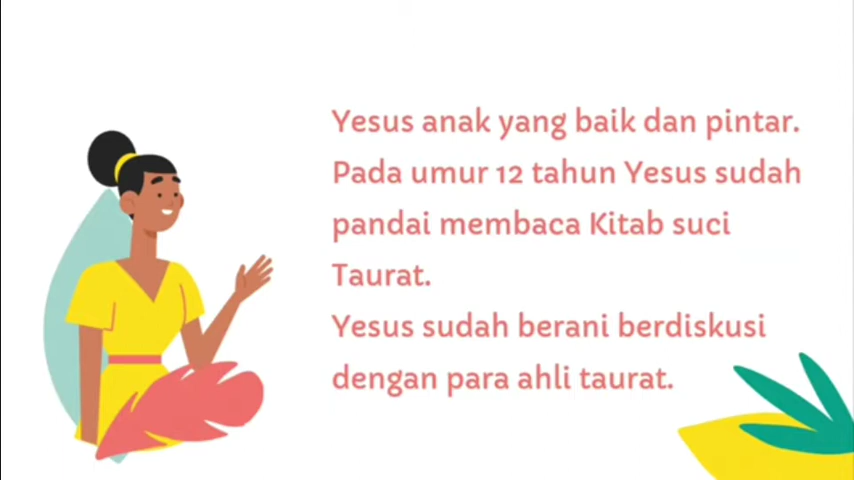 Yesus anak yang baik dan pintar.
Pada umur 12 tahun Yesus sudah
pandai membaca Kitab suci
Taurat.
Yesus sudah berani berdiskusi
dengan para ahli taurat.